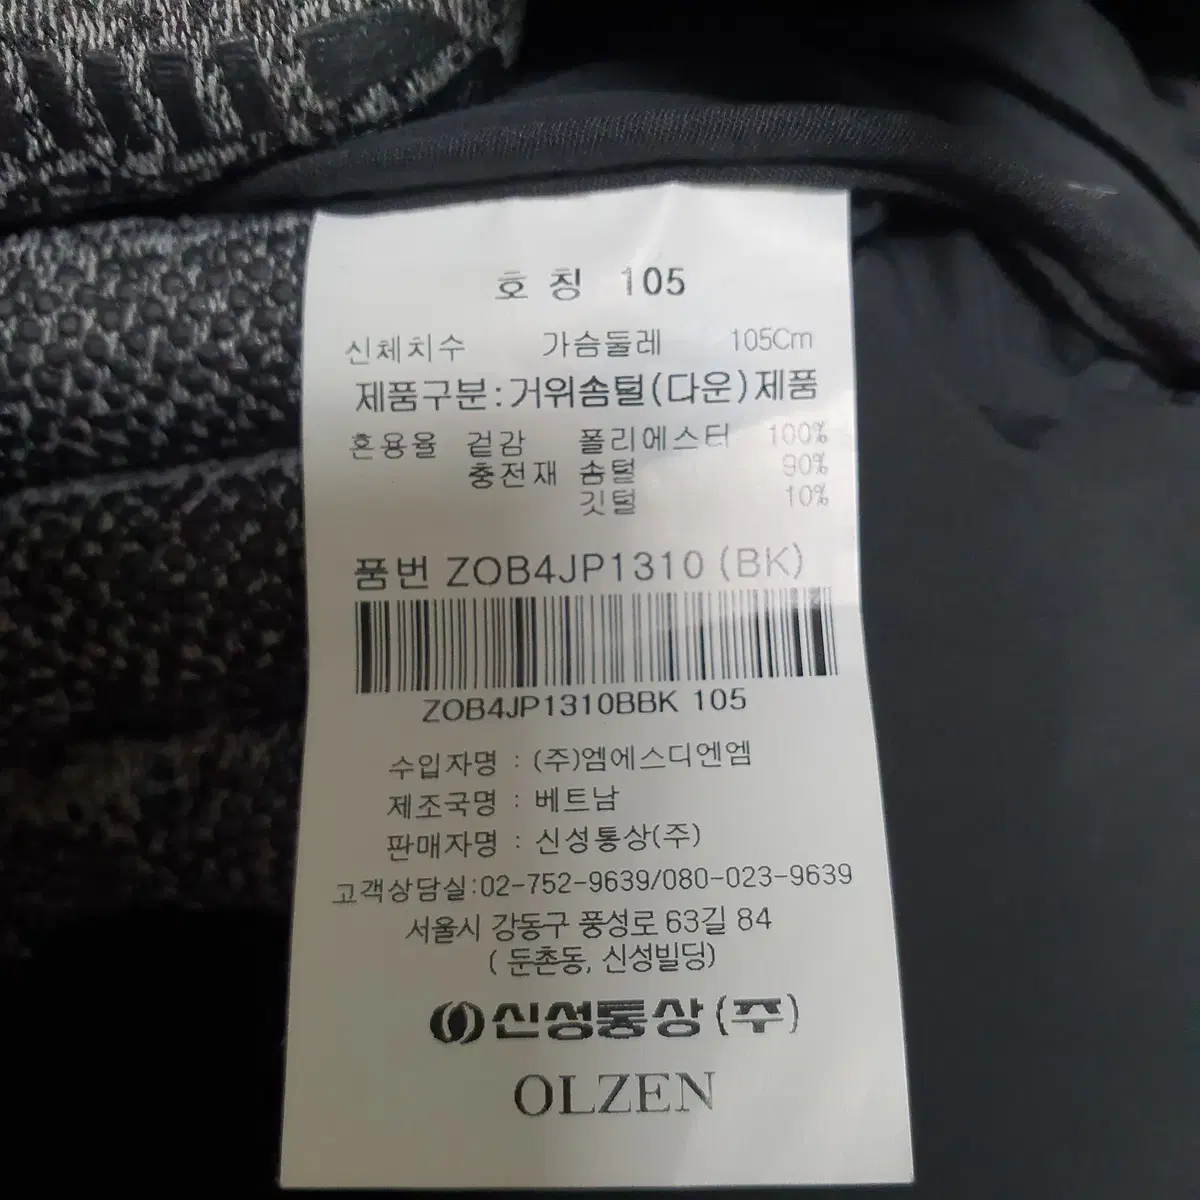 호 칭 105
신체치수 가슴둘레 105Cm
제품구분:거위솜털(다운)제품
혼용율 겉감 폴리에스터 100%
충전재 솜털 90%
깃털 10%
품번 ZOB4JP1310 (BK)
ZOB4JP1310BBK 105
수입자명 : (주)엠에스디엔엠
제조국명 : 베트남
판매자명 : 신성통상(주)
고객상담실:02-752-9639/080-023-9639
서울시 강동구 풍성로 63길 84
( 둔촌동, 신성빌딩)
신성통상(주)
OLZEN